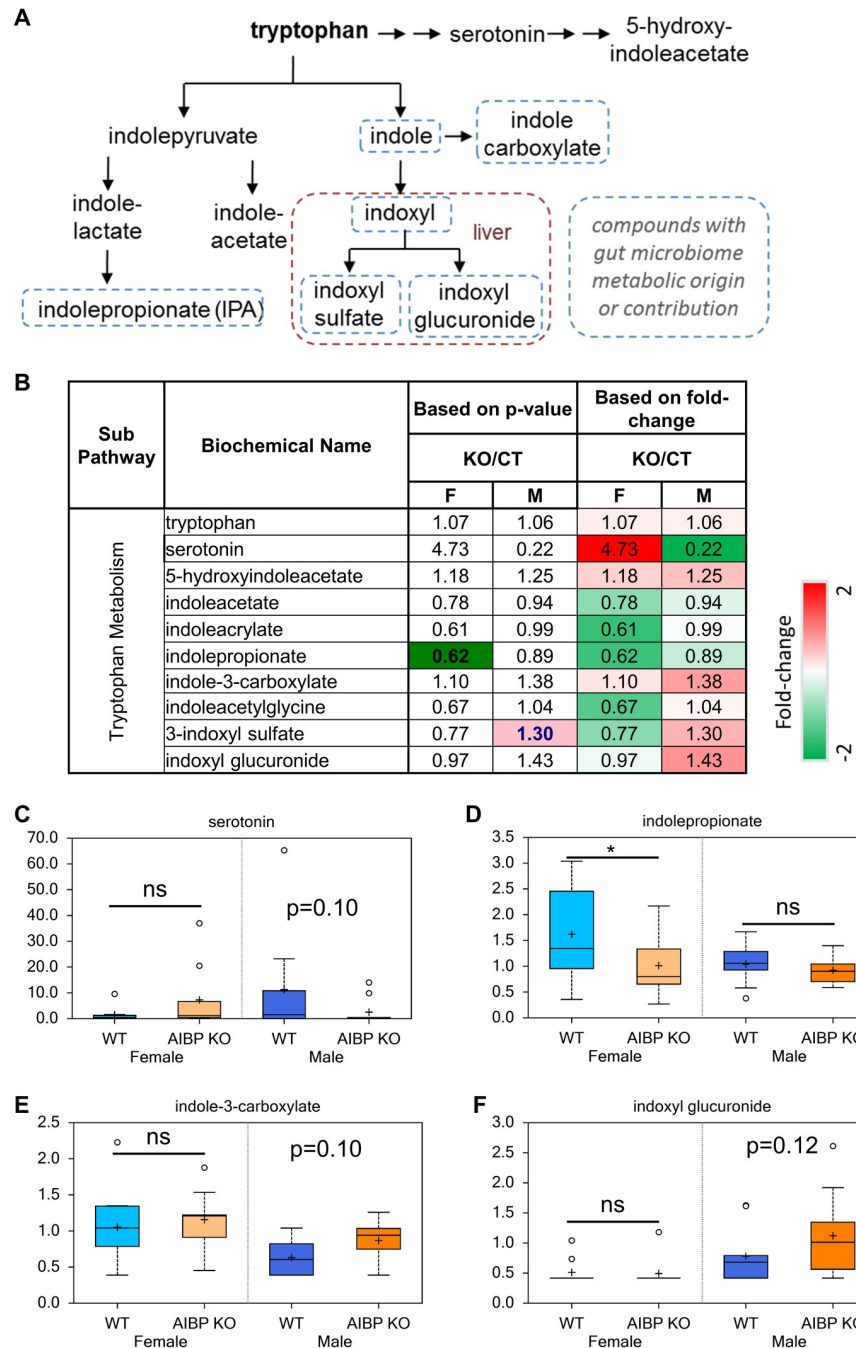 A
tryptophan
serotonin
5-hydroxy-
indoleacetate
indolepyruvate
indole
indole
carboxylate
indole-
lactate
indole-
acetate
indoxyl
liver
indolepropionate (IPA)
indoxyl
sulfate
indoxyl
glucuronide
compounds with
gut microbiome
metabolic origin
or contribution
B
Sub
Pathway
Biochemical Name
Based on p-value
Based on fold-
change
KO/CT
KO/CT
F
M
F
M
Tryptophan Metabolism
tryptophan 1.07 1.06 1.07 1.06
serotonin 4.73 0.22 4.73 0.22
5-hydroxyindoleacetate 1.18 1.25 1.18 1.25
indoleacetate 0.78 0.94 0.78 0.94
indoleacrylate 0.61 0.99 0.61 0.99
indolepropionate 0.62 0.89 0.62 0.89
indole-3-carboxylate 1.10 1.38 1.10 1.38
indoleacetylglycine 0.67 1.04 0.67 1.04
3-indoxyl sulfate 0.77 1.30 0.77 1.30
indoxyl glucuronide 0.97 1.43 0.97 1.43
Fold-change
2
-2
C
serotonin
70.0
60.0
50.0
40.0
30.0
20.0
10.0
0.0
ns
p=0.10
WT
AIBP KO
WT
AIBP KO
Female
Male
D
indolepropionate
3.5
3.0
2.5
2.0
1.5
1.0
0.5
0.0
*
ns
WT
AIBP KO
WT
AIBP KO
Female
Male
E
indole-3-carboxylate
2.5
2.0
1.5
1.0
0.5
0.0
ns
p=0.10
WT
AIBP KO
WT
AIBP KO
Female
Male
F
indoxyl glucuronide
3.0
2.5
2.0
1.5
1.0
0.5
0.0
ns
p=0.12
WT
AIBP KO
WT
AIBP KO
Female
Male